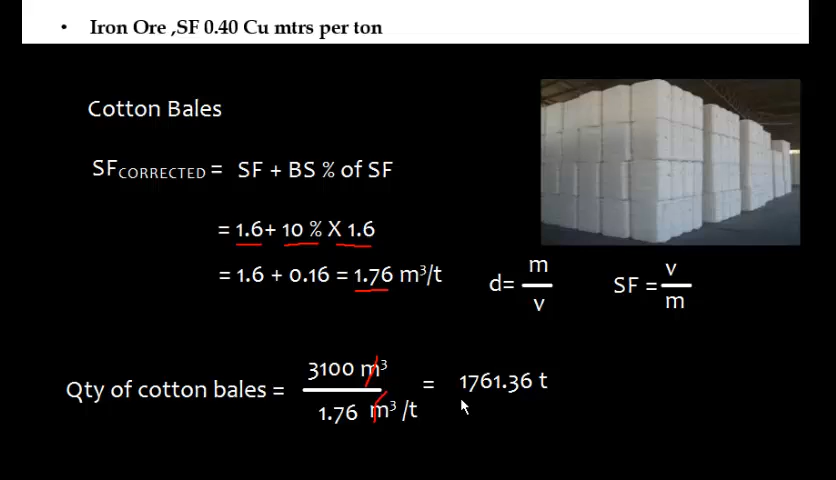 • Iron Ore ,SF 0.40 Cu mtrs per ton
Cotton Bales
SFCORRECTED = SF + BS % of SF
= 1.6+ 10 % X 1.6
= 1.6 + 0.16 = 1.76 m³/t
d= m/v SF = v/m
Qty of cotton bales = 3100 m³ / 1.76 m³/t = 1761.36 t